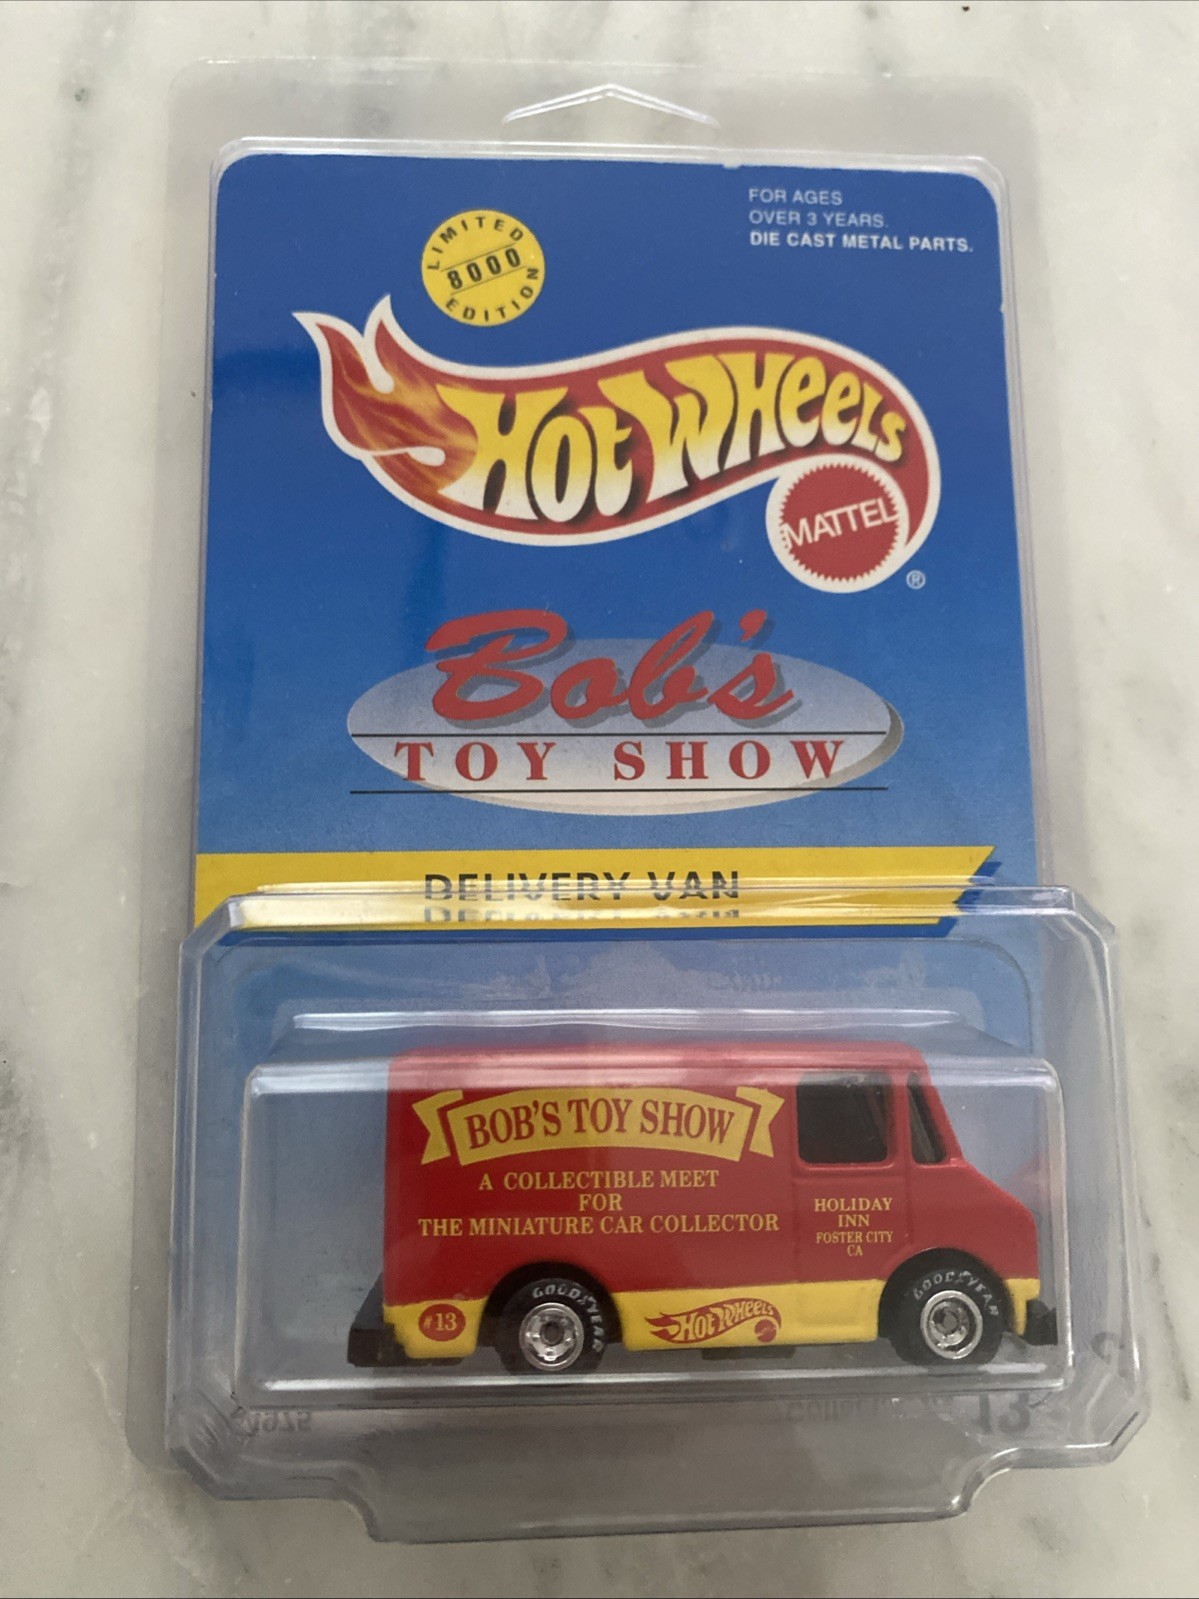 FOR AGES
OVER 3 YEARS.
DIE CAST METAL PARTS.
LIMITED
8000
EDITION
HOT WHEELS
MATTEL
®
Bob's
TOY SHOW
DELIVERY VAN
BOB'S TOY SHOW
A COLLECTIBLE MEET
FOR
THE MINIATURE CAR COLLECTOR
HOLIDAY
INN
FOSTER CITY
CA
GOODYEAR
GOODYEAR
#13
HOT WHEELS